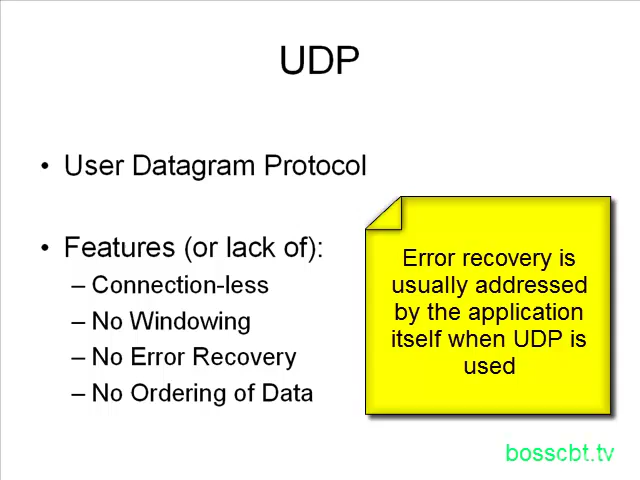 UDP
• User Datagram Protocol
• Features (or lack of):
– Connection-less
– No Windowing
– No Error Recovery
– No Ordering of Data
Error recovery is
usually addressed
by the application
itself when UDP is
used
bosscbt.tv